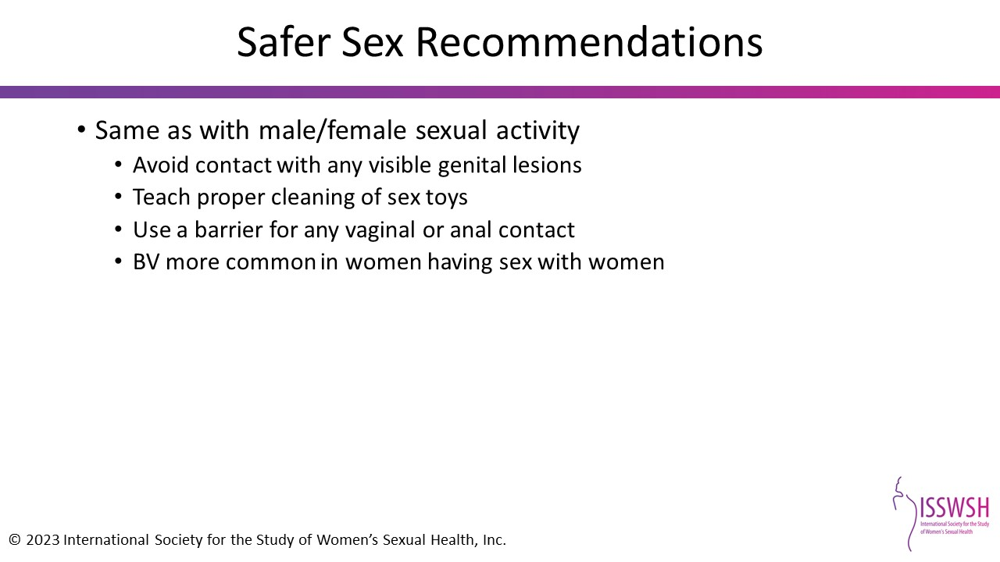 Safer Sex Recommendations
• Same as with male/female sexual activity
• Avoid contact with any visible genital lesions
• Teach proper cleaning of sex toys
• Use a barrier for any vaginal or anal contact
• BV more common in women having sex with women
ISSWSH
International Society for the Study
of Women's Sexual Health
© 2023 International Society for the Study of Women’s Sexual Health, Inc.